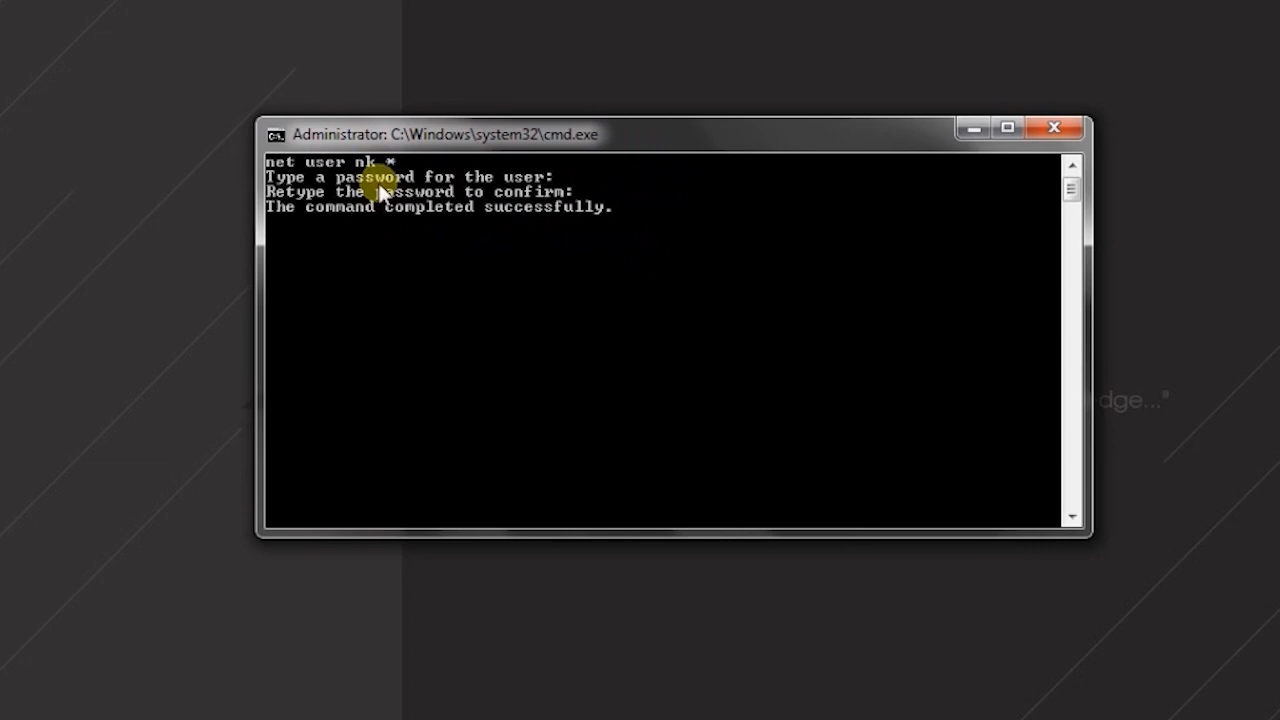 Administrator: C:\Windows\system32\cmd.exe
net user nk *
Type a password for the user:
Retype the password to confirm:
The command completed successfully.
edge..."